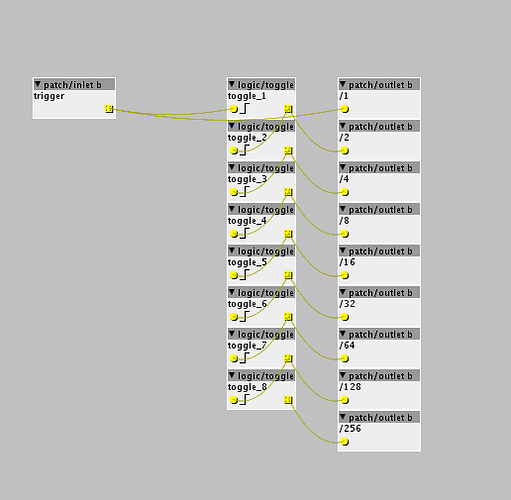 ▼ patch/inlet b
trigger
▼ logic/toggle
toggle_1
▼ logic/toggle
toggle_2
▼ logic/toggle
toggle_3
▼ logic/toggle
toggle_4
▼ logic/toggle
toggle_5
▼ logic/toggle
toggle_6
▼ logic/toggle
toggle_7
▼ logic/toggle
toggle_8
▼ patch/outlet b
/1
▼ patch/outlet b
/2
▼ patch/outlet b
/4
▼ patch/outlet b
/8
▼ patch/outlet b
/16
▼ patch/outlet b
/32
▼ patch/outlet b
/64
▼ patch/outlet b
/128
▼ patch/outlet b
/256